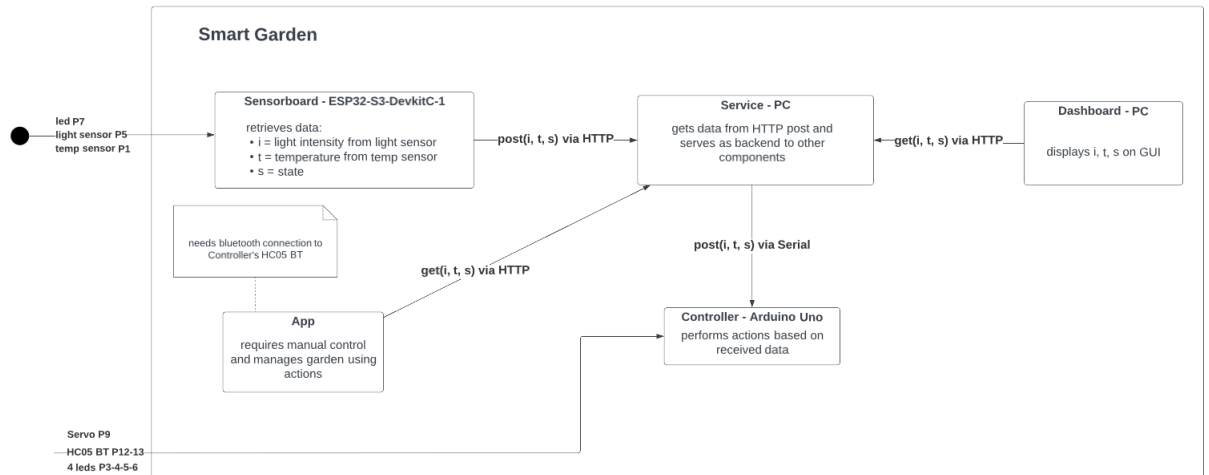 Smart Garden
led P7
light sensor P5
temp sensor P1
Sensorboard - ESP32-S3-DevkitC-1
retrieves data:
• i = light intensity from light sensor
• t = temperature from temp sensor
• s = state
post(i, t, s) via HTTP
Service - PC
gets data from HTTP post and
serves as backend to other
components
get(i, t, s) via HTTP
Dashboard - PC
displays i, t, s on GUI
needs bluetooth connection to
Controller's HC05 BT
get(i, t, s) via HTTP
post(i, t, s) via Serial
App
requires manual control
and manages garden using
actions
Controller - Arduino Uno
performs actions based on
received data
Servo P9
HC05 BT P12-13
4 leds P3-4-5-6